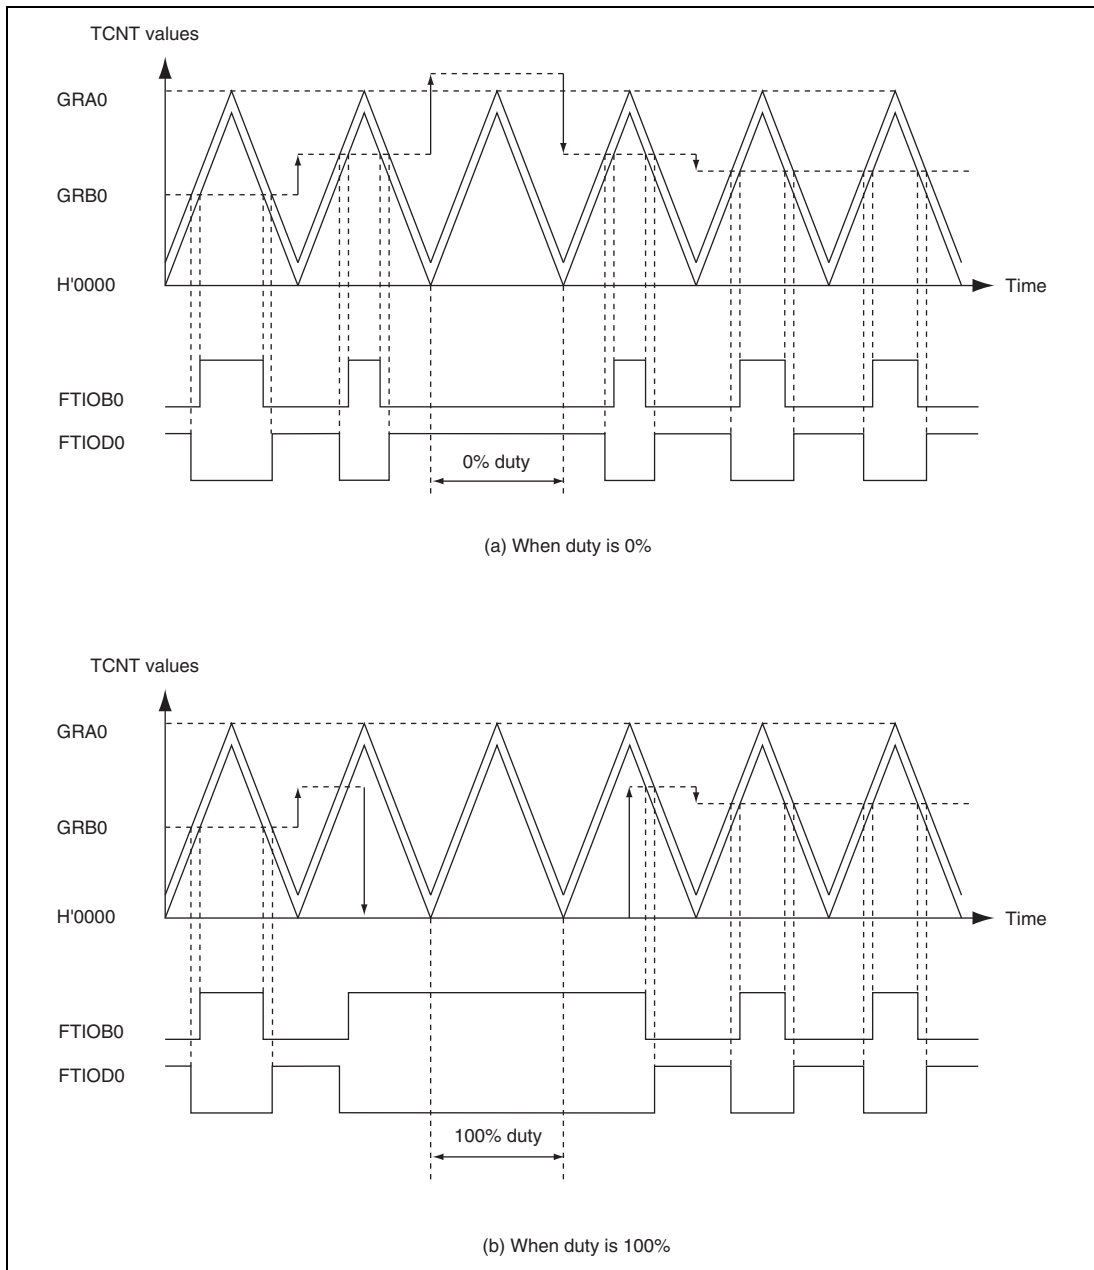 TCNT values
GRA0
GRB0
H'0000
Time
FTIOB0
FTIOD0
0% duty
(a) When duty is 0%
TCNT values
GRA0
GRB0
H'0000
Time
FTIOB0
FTIOD0
100% duty
(b) When duty is 100%